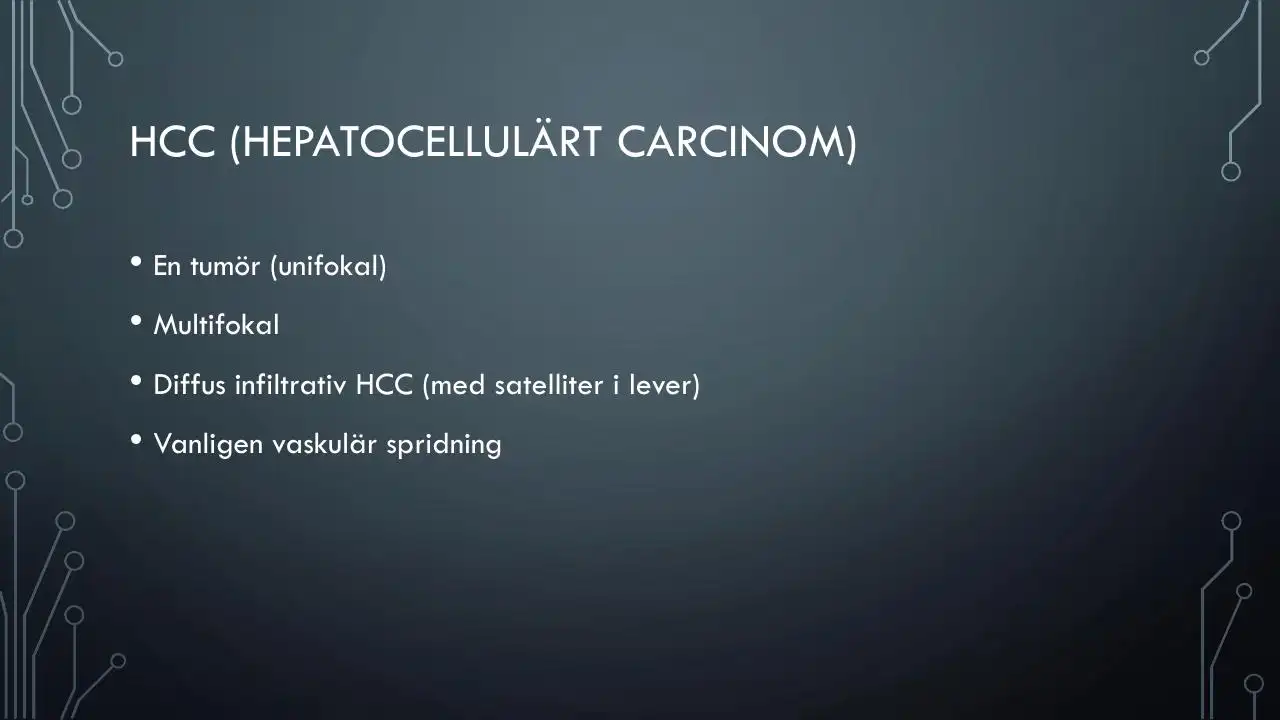 HCC (HEPATOCELLULÄRT CARCINOM)
• En tumör (unifokal)
• Multifokal
• Diffus infiltrativ HCC (med satelliter i lever)
• Vanligen vaskulär spridning